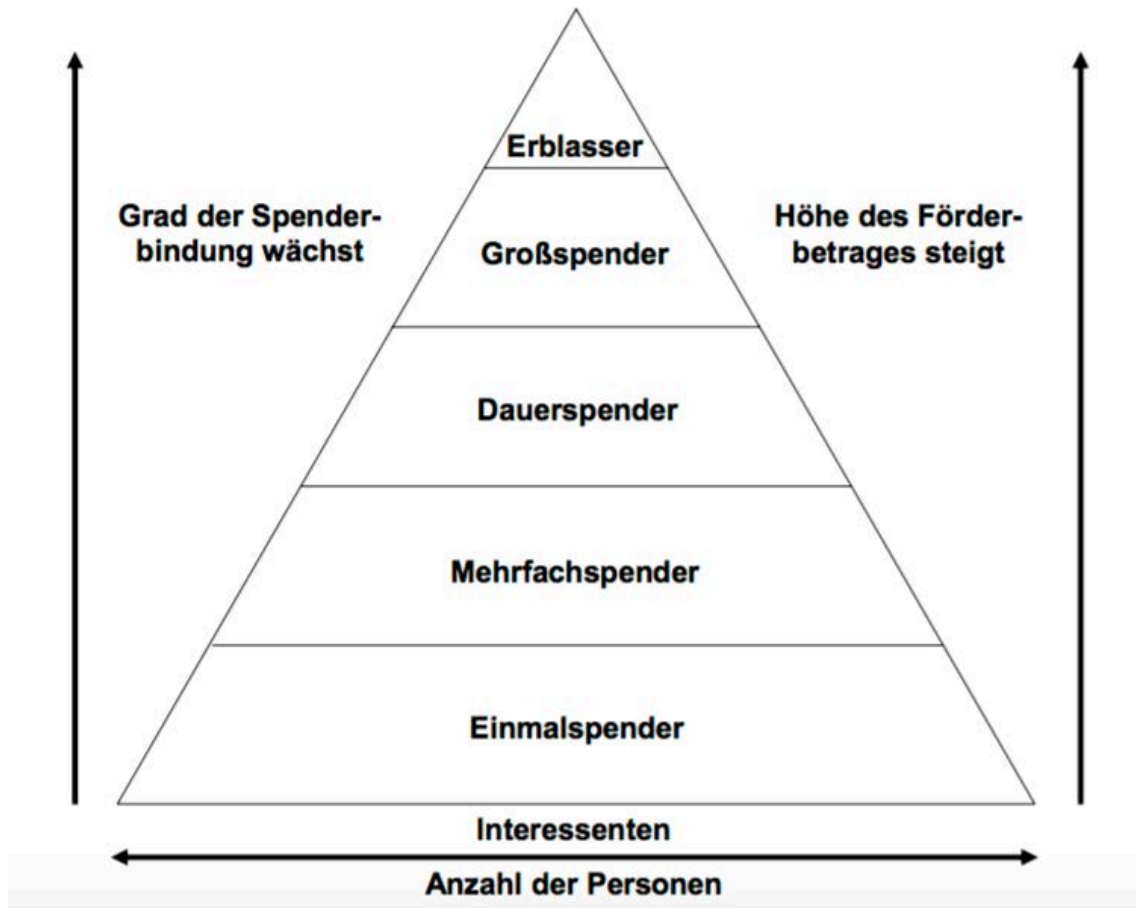 Erblasser
Grad der Spender-
bindung wächst
Höhe des Förder-
betrages steigt
Großspender
Dauerspender
Mehrfachspender
Einmalspender
Interessenten
Anzahl der Personen